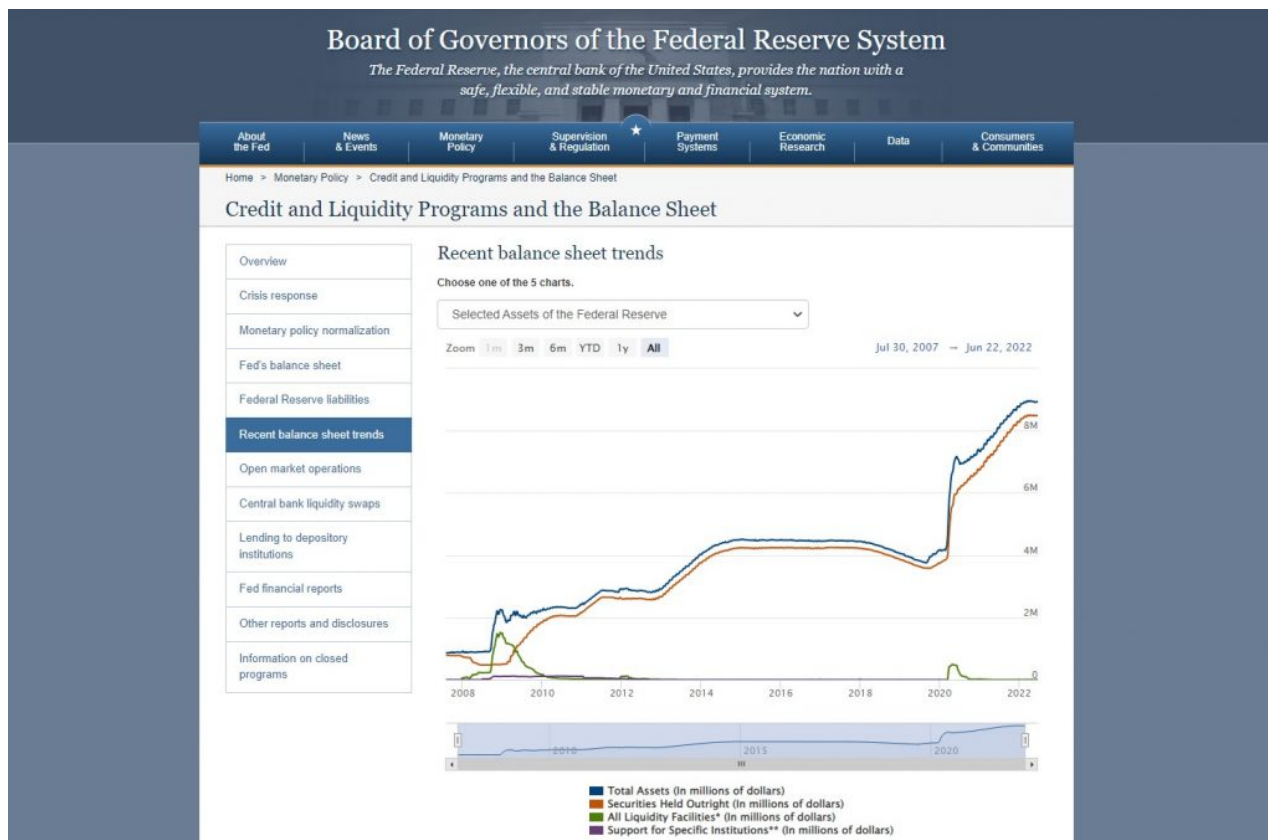 Board of Governors of the Federal Reserve System
The Federal Reserve, the central bank of the United States, provides the nation with a
safe, flexible, and stable monetary and financial system.
About
the Fed
News
& Events
Monetary
Policy
Supervision
& Regulation
Payment
Systems
Economic
Research
Data
Consumers
& Communities
Home > Monetary Policy > Credit and Liquidity Programs and the Balance Sheet
Credit and Liquidity Programs and the Balance Sheet
Overview
Crisis response
Monetary policy normalization
Fed's balance sheet
Federal Reserve liabilities
Recent balance sheet trends
Open market operations
Central bank liquidity swaps
Lending to depository
institutions
Fed financial reports
Other reports and disclosures
Information on closed
programs
Recent balance sheet trends
Choose one of the 5 charts.
Selected Assets of the Federal Reserve
Zoom 1m 3m 6m YTD 1y All
Jul 30, 2007 → Jun 22, 2022
8M
6M
4M
2M
0
2008 2010 2012 2014 2016 2018 2020 2022
2010 2015 2020
Total Assets (In millions of dollars)
Securities Held Outright (In millions of dollars)
All Liquidity Facilities* (In millions of dollars)
Support for Specific Institutions** (In millions of dollars)